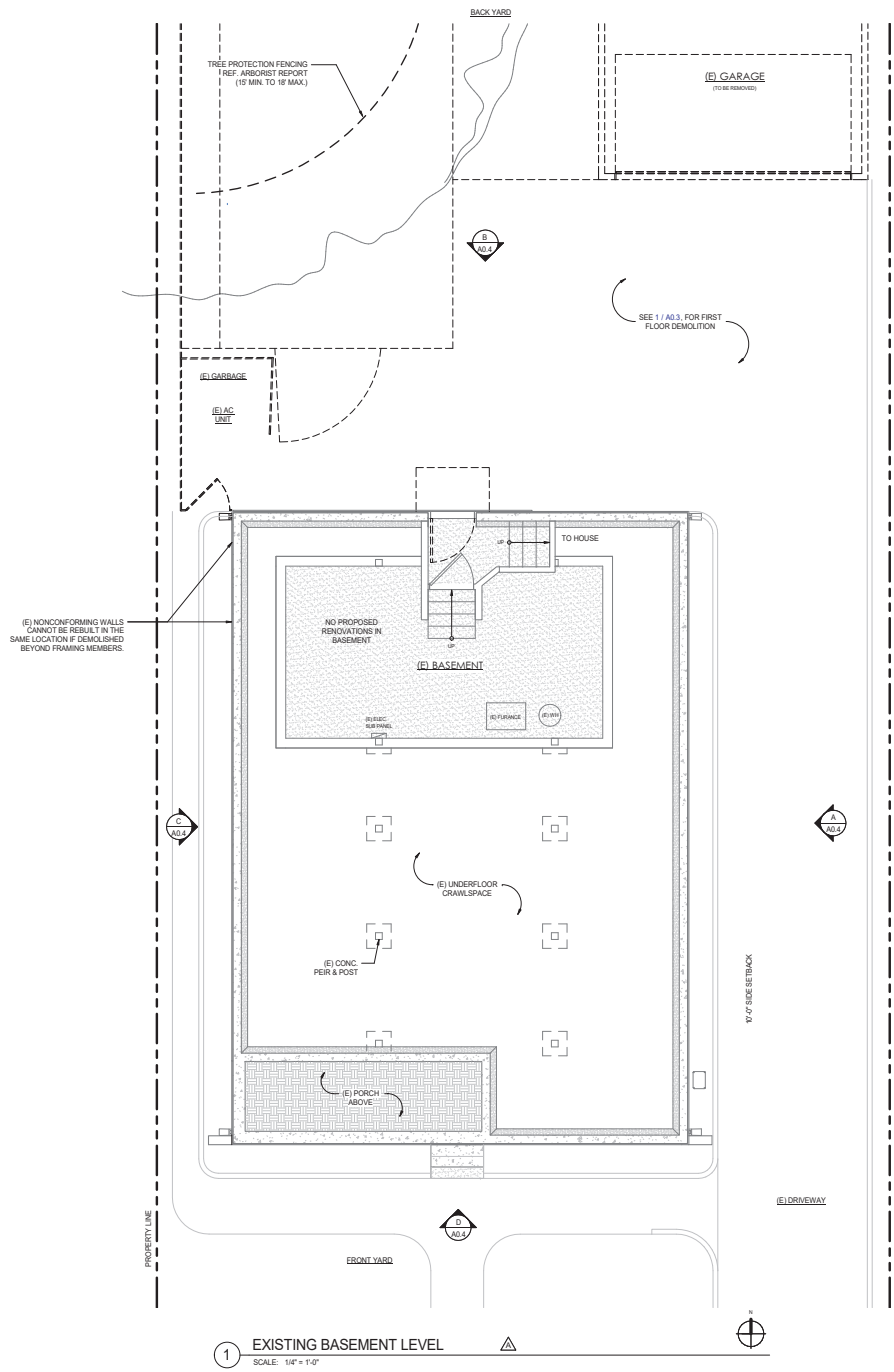 BACK YARD
TREE PROTECTION FENCING
REF. ARBORIST REPORT
(15' MIN. TO 18' MAX.)
(E) GARAGE
(TO BE REMOVED)
B
A0.4
SEE 1 / A0.3, FOR FIRST
FLOOR DEMOLITION
(E) GARBAGE
(E) AC
UNIT
UP
TO HOUSE
(E) NONCONFORMING WALLS
CANNOT BE REBUILT IN THE
SAME LOCATION IF DEMOLISHED
BEYOND FRAMING MEMBERS.
NO PROPOSED
RENOVATIONS IN
BASEMENT
UP
(E) BASEMENT
(E) ELEC.
SUB PANEL
(E) FURANCE
(E) WH
C
A0.4
A
A0.4
(E) UNDERFLOOR
CRAWLSPACE
(E) CONC.
PEIR & POST
10'-0" SIDE SETBACK
(E) PORCH
ABOVE
PROPERTY LINE
(E) DRIVEWAY
D
A0.4
FRONT YARD
N
1
EXISTING BASEMENT LEVEL
A
SCALE: 1/4" = 1'-0"